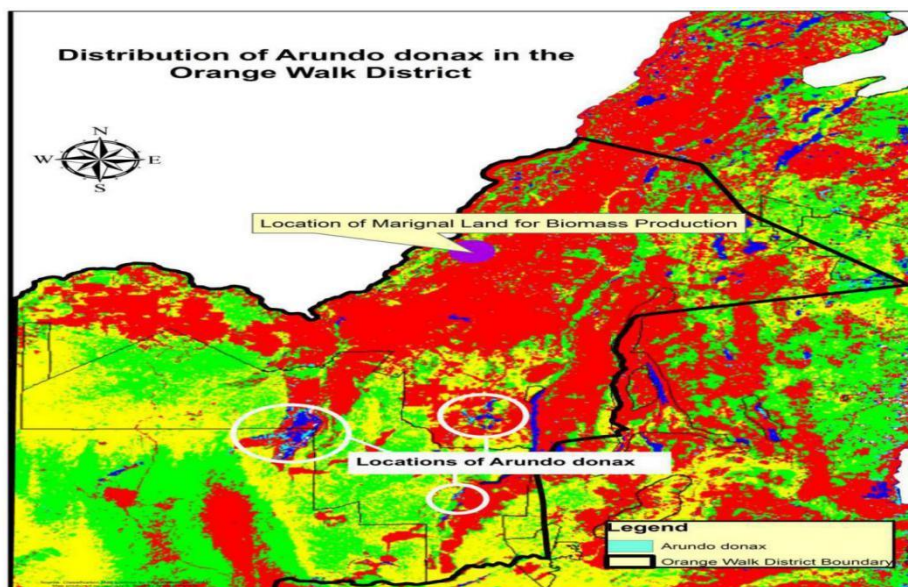 Distribution of Arundo donax in the
Orange Walk District
N
W E
S
Location of Marignal Land for Biomass Production
Locations of Arundo donax
Legend
Arundo donax
Orange Walk District Boundary